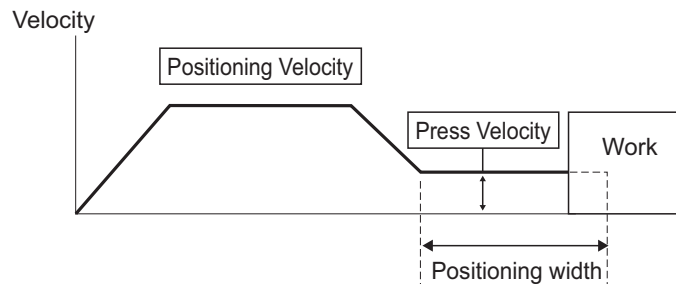 Velocity
Positioning Velocity
Press Velocity
Work
Positioning width